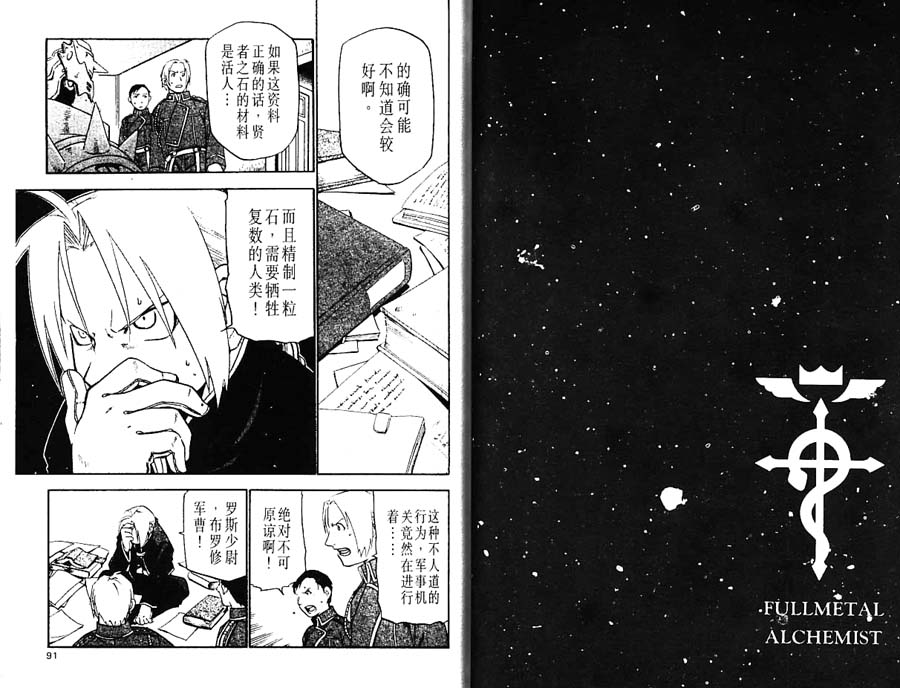 FULLMETAL
ALCHEMIST
的确可能
不知道会较
好啊。
如果这资料
正确的话，贤
者之石的材料
是活人…
而且精制一粒
石，需要牺牲
复数的人类！
这种不人道的
行为，军事机
关竟然在进行
着……
绝对不可
原谅啊！
罗斯少尉
，布罗修
军曹！
91